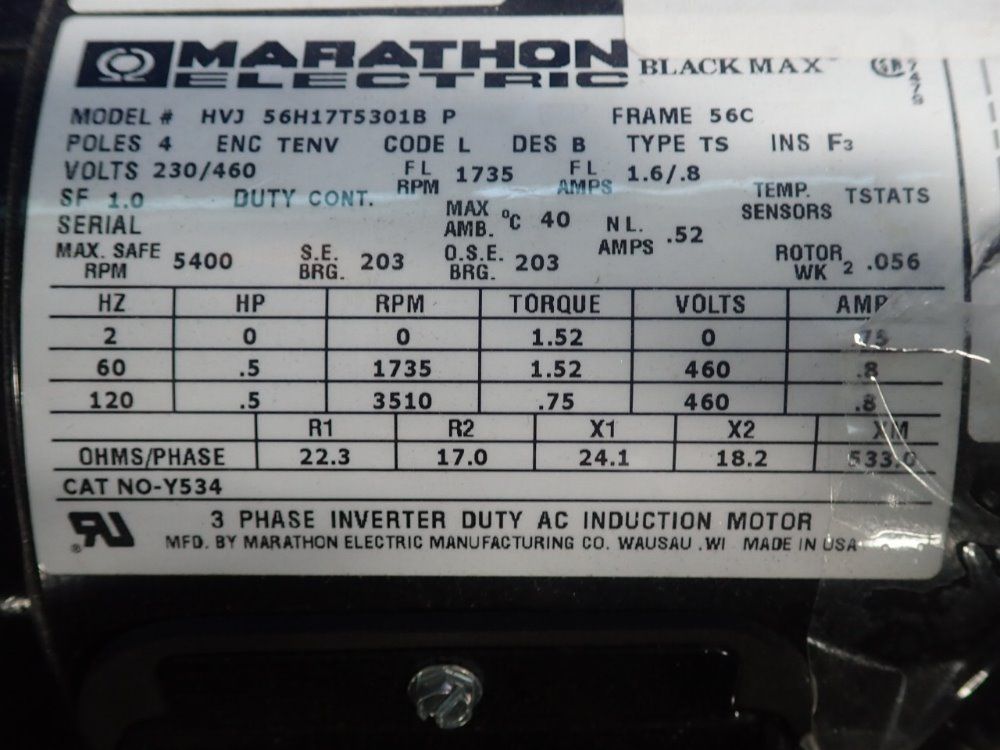 MARATHON ELECTRIC BLACK MAX
MODEL # HVJ 56H17T5301B P FRAME 56C
POLES 4 ENC TENV CODE L DES B TYPE TS INS F3
VOLTS 230/460 FL RPM 1735 FL AMPS 1.6/.8
SF 1.0 DUTY CONT. MAX AMB. °C 40 NL. AMPS .52 TEMP. SENSORS TSTATS
SERIAL
MAX. SAFE RPM 5400 S.E. BRG. 203 O.S.E. BRG. 203 ROTOR WK2 .056
HZ HP RPM TORQUE VOLTS AMP
2 0 0 1.52 0 .75
60 .5 1735 1.52 460 .8
120 .5 3510 .75 460 .8
R1 R2 X1 X2 XM
OHMS/PHASE 22.3 17.0 24.1 18.2 533.0
CAT NO-Y534
3 PHASE INVERTER DUTY AC INDUCTION MOTOR
MFD. BY MARATHON ELECTRIC MANUFACTURING CO. WAUSAU .WI MADE IN USA